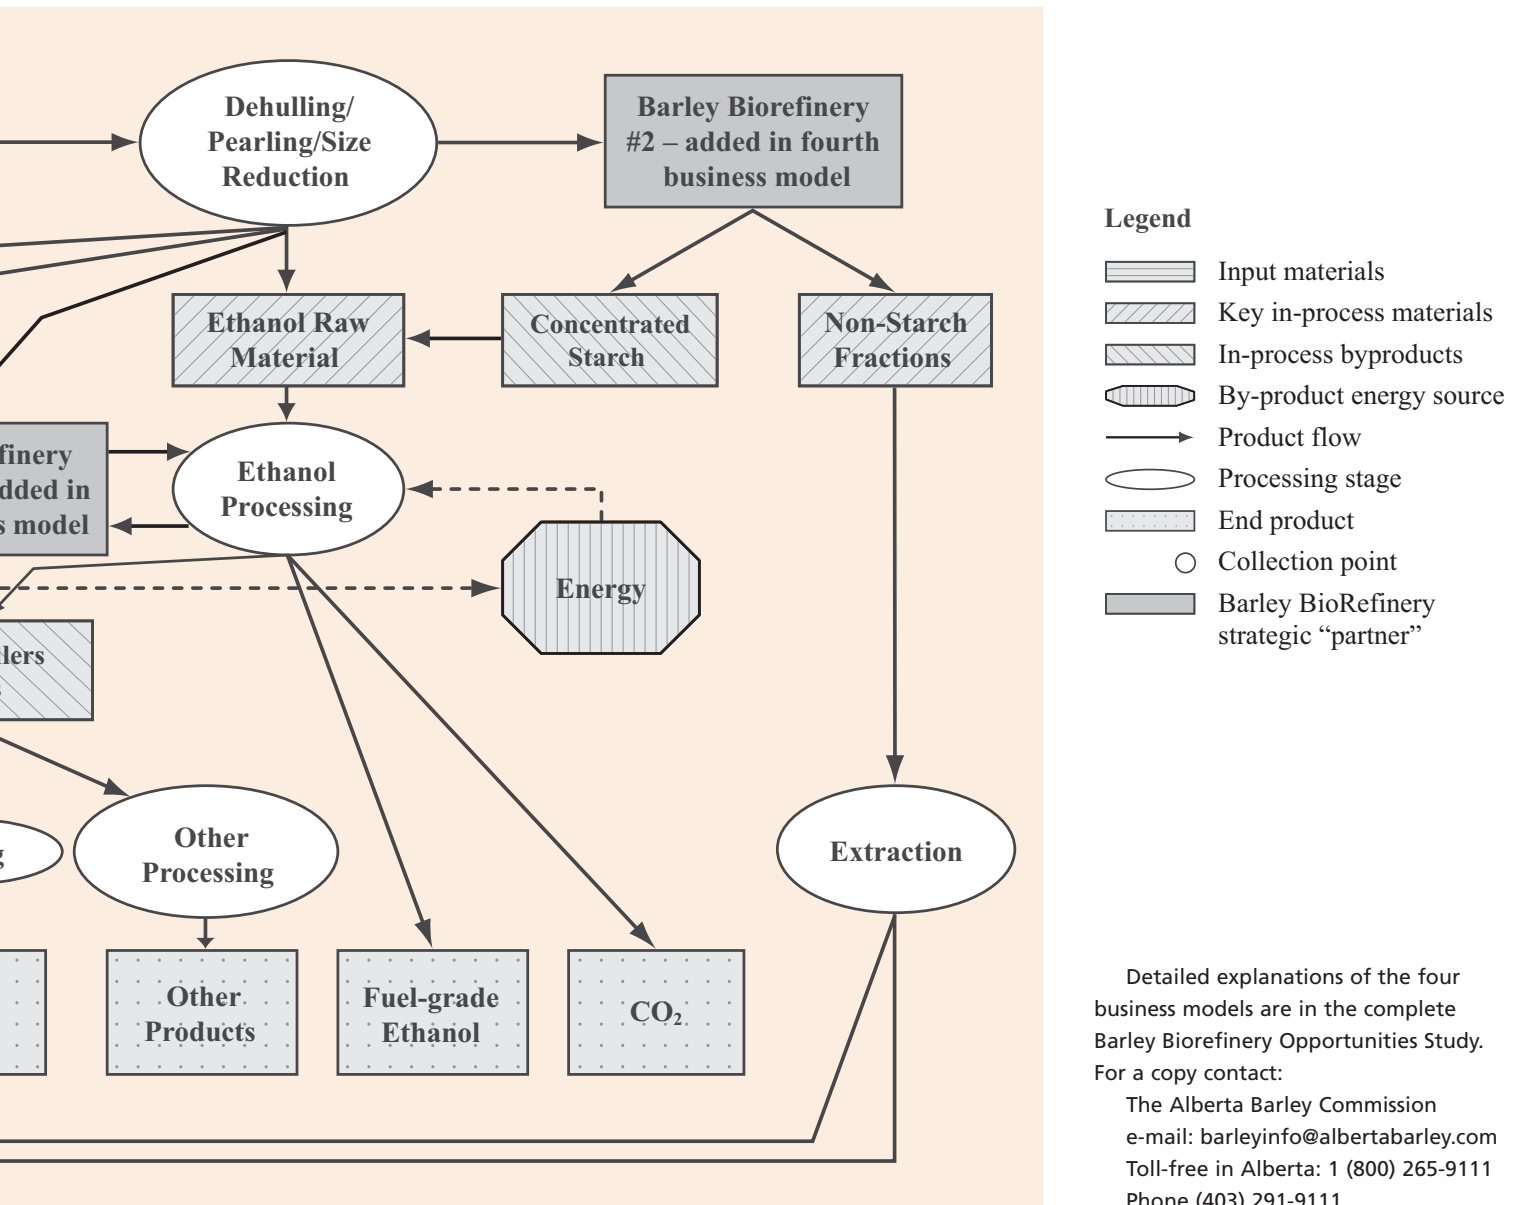 Dehulling/
Pearling/Size
Reduction
Barley Biorefinery
#2 – added in fourth
business model
Ethanol Raw
Material
Concentrated
Starch
Non-Starch
Fractions
finery
dded in
s model
Ethanol
Processing
Energy
llers
s
g
Other
Processing
Extraction
Other
Products
Fuel-grade
Ethanol
CO₂
Legend
Input materials
Key in-process materials
In-process byproducts
By-product energy source
Product flow
Processing stage
End product
Collection point
Barley BioRefinery
strategic “partner”
Detailed explanations of the four
business models are in the complete
Barley Biorefinery Opportunities Study.
For a copy contact:
The Alberta Barley Commission
e-mail: barleyinfo@albertabarley.com
Toll-free in Alberta: 1 (800) 265-9111
Phone (403) 291-9111